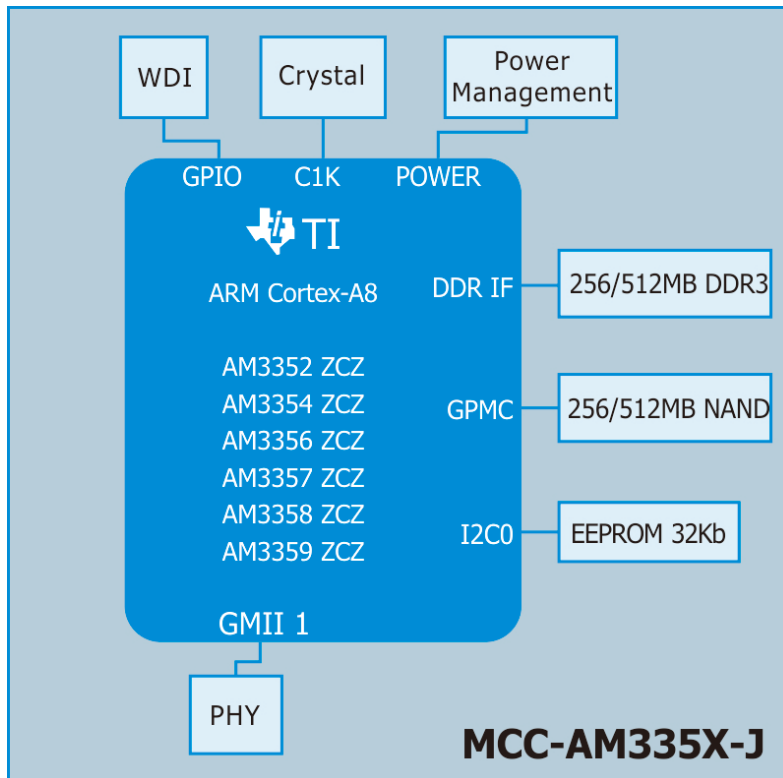 WDI
Crystal
Power
Management
GPIO
C1K
POWER
TI
ARM Cortex-A8
DDR IF
256/512MB DDR3
AM3352 ZCZ
AM3354 ZCZ
AM3356 ZCZ
AM3357 ZCZ
AM3358 ZCZ
AM3359 ZCZ
GPMC
256/512MB NAND
I2C0
EEPROM 32Kb
GMII 1
PHY
MCC-AM335X-J